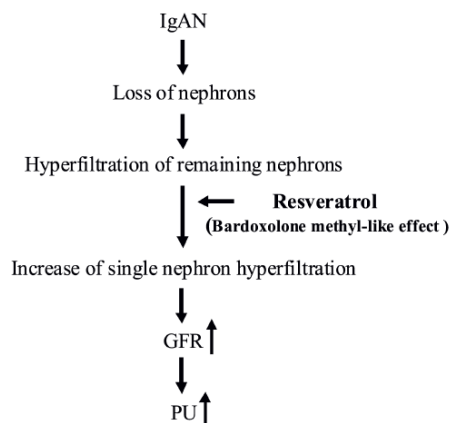 IgAN
Loss of nephrons
Hyperfiltration of remaining nephrons
Resveratrol
(Bardoxolone methyl-like effect )
Increase of single nephron hyperfiltration
GFR
PU